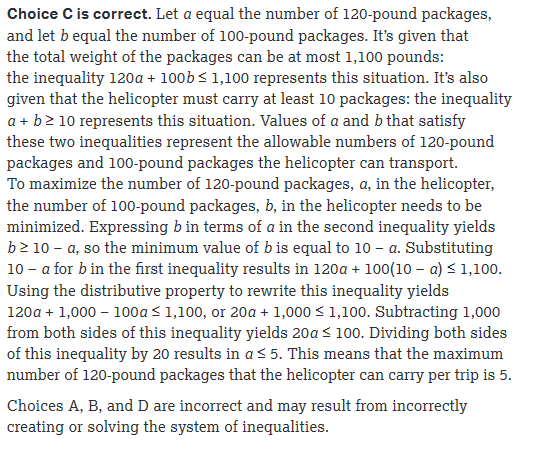 Choice C is correct. Let a equal the number of 120-pound packages,
and let b equal the number of 100-pound packages. It’s given that
the total weight of the packages can be at most 1,100 pounds:
the inequality 120a + 100b ≤ 1,100 represents this situation. It’s also
given that the helicopter must carry at least 10 packages: the inequality
a + b ≥ 10 represents this situation. Values of a and b that satisfy
these two inequalities represent the allowable numbers of 120-pound
packages and 100-pound packages the helicopter can transport.
To maximize the number of 120-pound packages, a, in the helicopter,
the number of 100-pound packages, b, in the helicopter needs to be
minimized. Expressing b in terms of a in the second inequality yields
b ≥ 10 – a, so the minimum value of b is equal to 10 – a. Substituting
10 – a for b in the first inequality results in 120a + 100(10 – a) ≤ 1,100.
Using the distributive property to rewrite this inequality yields
120a + 1,000 – 100a ≤ 1,100, or 20a + 1,000 ≤ 1,100. Subtracting 1,000
from both sides of this inequality yields 20a ≤ 100. Dividing both sides
of this inequality by 20 results in a ≤ 5. This means that the maximum
number of 120-pound packages that the helicopter can carry per trip is 5.
Choices A, B, and D are incorrect and may result from incorrectly
creating or solving the system of inequalities.